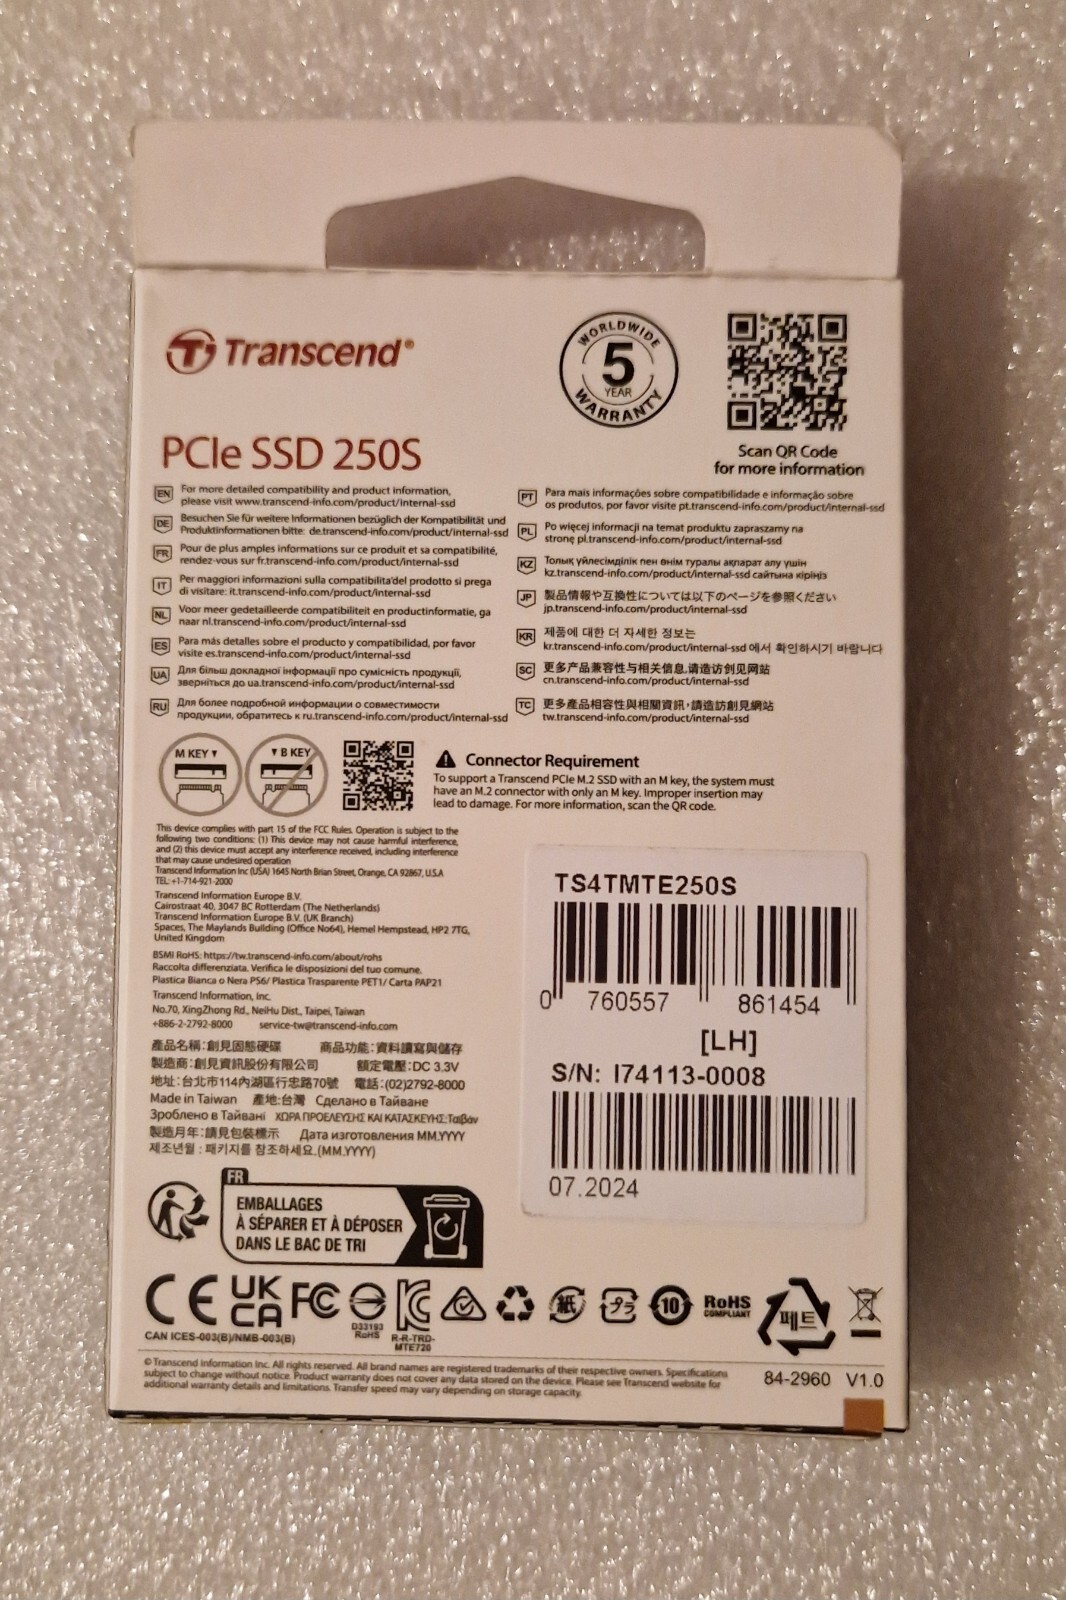 Transcend®
WORLDWIDE
5
YEAR
WARRANTY
Scan QR Code
for more information
PCIe SSD 250S
EN For more detailed compatibility and product information,
please visit www.transcend-info.com/product/internal-ssd
DE Besuchen Sie für weitere Informationen bezüglich der Kompatibilität und
Produktinformationen bitte: de.transcend-info.com/product/internal-ssd
FR Pour de plus amples informations sur ce produit et sa compatibilité,
rendez-vous sur fr.transcend-info.com/product/internal-ssd
IT Per maggiori informazioni sulla compatibilita'del prodotto si prega
di visitare: it.transcend-info.com/product/internal-ssd
NL Voor meer gedetailleerde compatibiliteit en productinformatie, ga
naar nl.transcend-info.com/product/internal-ssd
ES Para más detalles sobre el producto y compatibilidad, por favor
visite es.transcend-info.com/product/internal-ssd
UA Для більш докладної інформації про сумісність продукції,
зверніться до ua.transcend-info.com/product/internal-ssd
RU Для более подробной информации о совместимости
продукции, обратитесь к ru.transcend-info.com/product/internal-ssd
PT Para mais informações sobre compatibilidade e informação sobre
os produtos, por favor visite pt.transcend-info.com/product/internal-ssd
PL Po więcej informacji na temat produktu zapraszamy na
stronę pl.transcend-info.com/product/internal-ssd
KZ Толық үйлесімділік пен өнім туралы ақпарат алу үшін
kz.transcend-info.com/product/internal-ssd сайтына кіріңіз
JP 製品情報や互換性については以下のページを参照ください
jp.transcend-info.com/product/internal-ssd
KR 제품에 대한 더 자세한 정보는
kr.transcend-info.com/product/internal-ssd 에서 확인하시기 바랍니다
SC 更多产品兼容性与相关信息,请造访创见网站
cn.transcend-info.com/product/internal-ssd
TC 更多產品相容性與相關資訊,請造訪創見網站
tw.transcend-info.com/product/internal-ssd
M KEY ▼
▼ B KEY
Connector Requirement
To support a Transcend PCIe M.2 SSD with an M key, the system must
have an M.2 connector with only an M key. Improper insertion may
lead to damage. For more information, scan the QR code.
This device complies with part 15 of the FCC Rules. Operation is subject to the
following two conditions: (1) This device may not cause harmful interference,
and (2) this device must accept any interference received, including interference
that may cause undesired operation
Transcend Information Inc (USA) 1645 North Brian Street, Orange, CA 92867, U.S.A
TEL: +1-714-921-2000
Transcend Information Europe B.V.
Cairostraat 40, 3047 BC Rotterdam (The Netherlands)
Transcend Information Europe B.V. (UK Branch)
Spaces, The Maylands Building (Office No64), Hemel Hempstead, HP2 7TG,
United Kingdom
BSMI RoHS: https://tw.transcend-info.com/about/rohs
Raccolta differenziata. Verifica le disposizioni del tuo comune.
Plastica Bianca o Nera PS6/ Plastica Trasparente PET1/ Carta PAP21
Transcend Information, Inc.
No.70, XingZhong Rd., NeiHu Dist., Taipei, Taiwan
+886-2-2792-8000 service-tw@transcend-info.com
產品名稱:創見固態硬碟 商品功能:資料讀寫與儲存
製造商:創見資訊股份有限公司 額定電壓:DC 3.3V
地址:台北市114內湖區行忠路70號 電話:(02)2792-8000
Made in Taiwan 產地:台灣 Сделано в Тайване
Зроблено в Тайвані ΧΩΡΑ ΠΡΟΕΛΕΥΣΗΣ ΚΑΙ ΚΑΤΑΣΚΕΥΗΣ:Ταϊβάν
製造月年:請見包裝標示 Дата изготовления MM.YYYY
제조년월 : 패키지를 참조하세요.(MM.YYYY)
TS4TMTE250S
0 760557 861454
[LH]
S/N: I74113-0008
07.2024
FR
EMBALLAGES
À SÉPARER ET À DÉPOSER
DANS LE BAC DE TRI
CE UK CA FC
D33193
RoHS
R-R-TRD-
MTE720
紙
プラ
10
RoHS
COMPLIANT
페트
CAN ICES-003(B)/NMB-003(B)
© Transcend Information Inc. All rights reserved. All brand names are registered trademarks of their respective owners. Specifications
subject to change without notice. Product warranty does not cover any data stored on the device. Please see Transcend website for
additional warranty details and limitations. Transfer speed may vary depending on storage capacity.
84-2960 V1.0